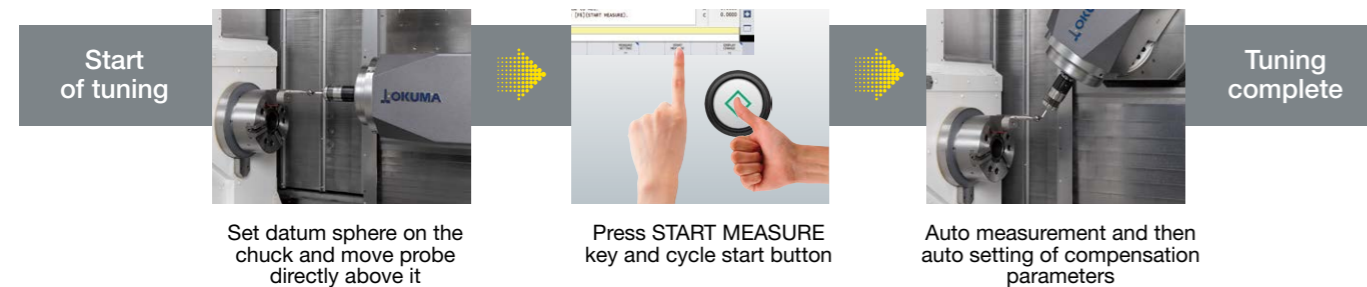 Start
of tuning
OKUMA
[F8](START MEASURE).
C 0.0000
OKUMA
Tuning
complete
Set datum sphere on the
chuck and move probe
directly above it
Press START MEASURE
key and cycle start button
Auto measurement and then
auto setting of compensation
parameters